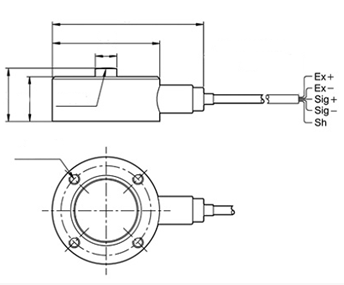 Ex+
Ex-
Sig+
Sig-
Sh